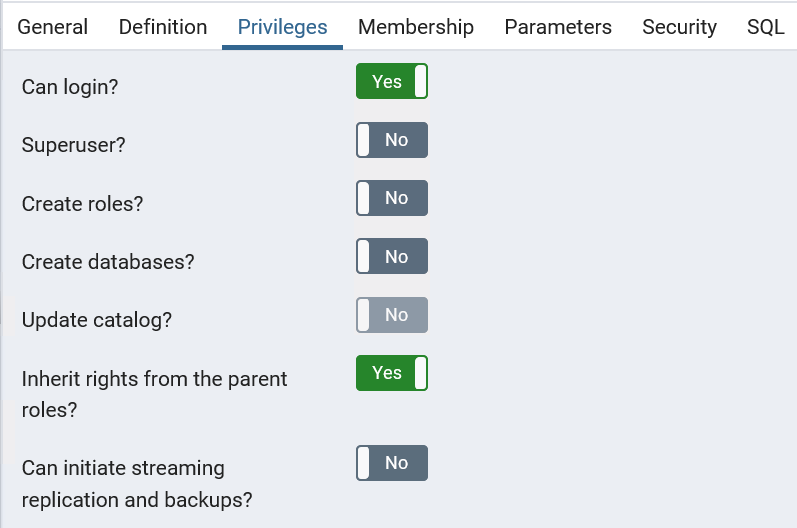 General Definition Privileges Membership Parameters Security SQL
Can login? Yes
Superuser? No
Create roles? No
Create databases? No
Update catalog? No
Inherit rights from the parent Yes
roles?
Can initiate streaming No
replication and backups?